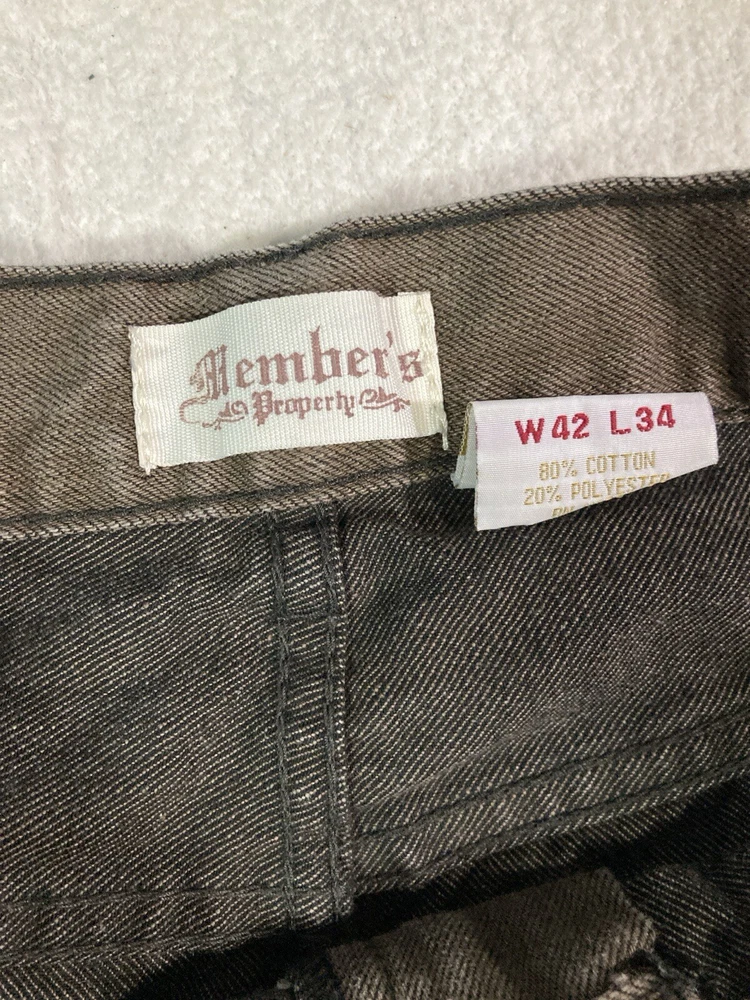 Member's
Property
W42 L34
80% COTTON
20% POLYESTER